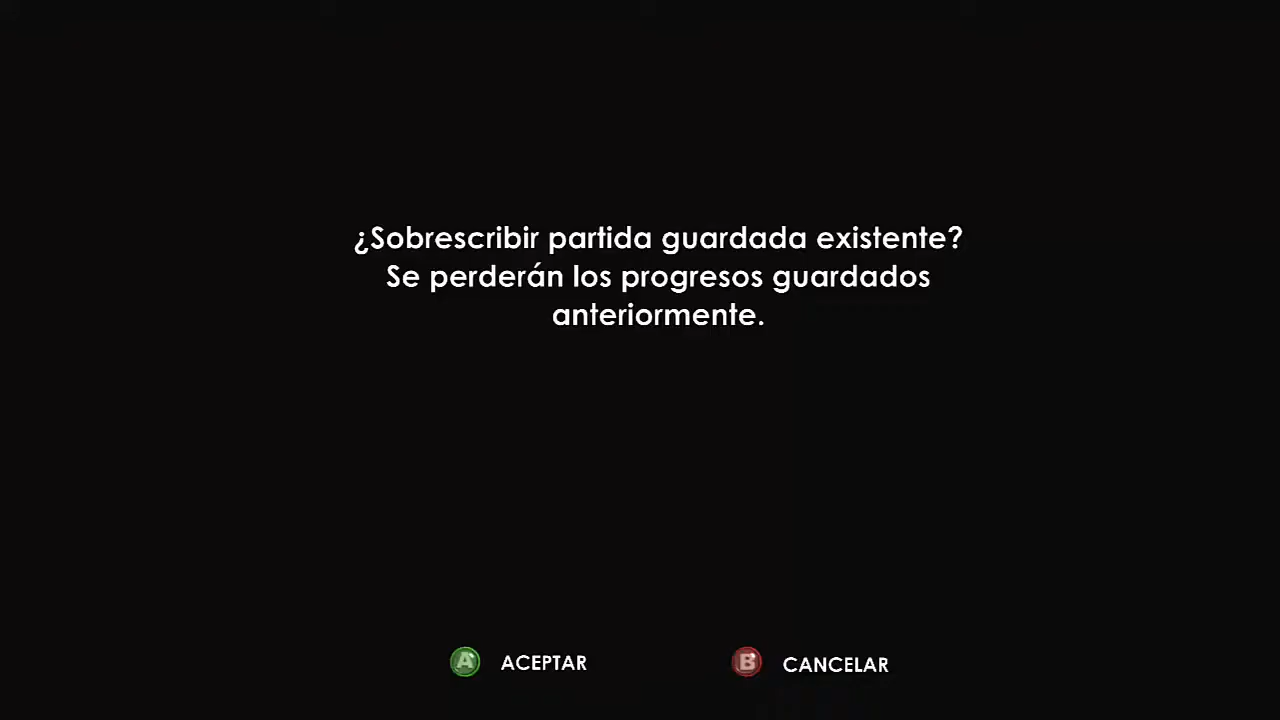 ¿Sobrescribir partida guardada existente?
Se perderán los progresos guardados
anteriormente.
A ACEPTAR
B CANCELAR